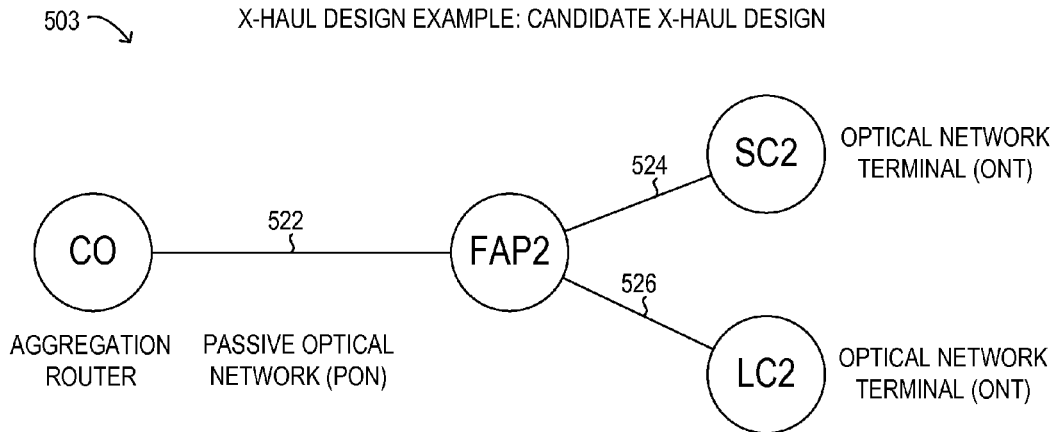 503
X-HAUL DESIGN EXAMPLE: CANDIDATE X-HAUL DESIGN
CO
522
FAP2
524
526
SC2
OPTICAL NETWORK
TERMINAL (ONT)
LC2
OPTICAL NETWORK
TERMINAL (ONT)
AGGREGATION
ROUTER
PASSIVE OPTICAL
NETWORK (PON)